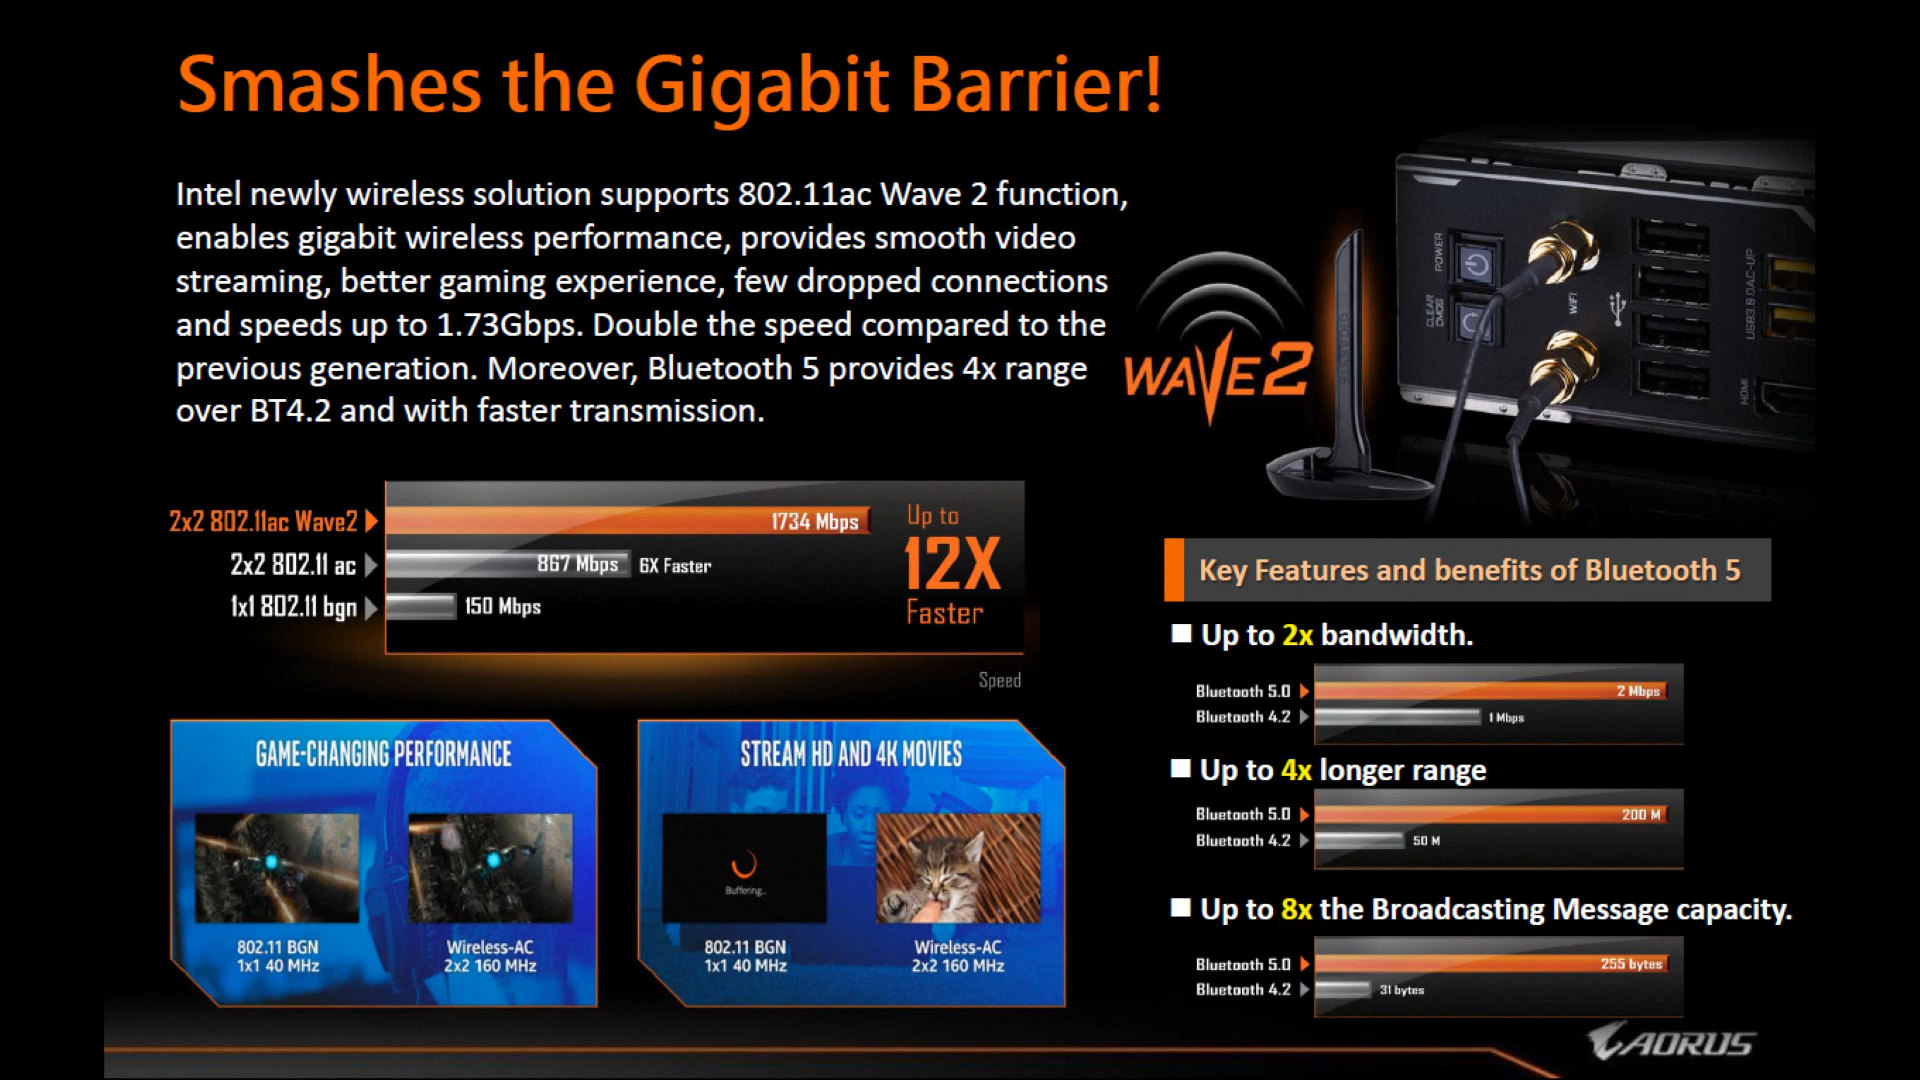 Smashes the Gigabit Barrier!
Intel newly wireless solution supports 802.11ac Wave 2 function,
enables gigabit wireless performance, provides smooth video
streaming, better gaming experience, few dropped connections
and speeds up to 1.73Gbps. Double the speed compared to the
previous generation. Moreover, Bluetooth 5 provides 4x range
over BT4.2 and with faster transmission.
WAVE2
POWER
CLEAR
CMOS
WIFI
USB3.1 DAC-UP
HDMI
2x2 802.11ac Wave2
1734 Mbps
2x2 802.11 ac
867 Mbps
6X Faster
1x1 802.11 bgn
150 Mbps
Up to
12X
Faster
Speed
GAME-CHANGING PERFORMANCE
802.11 BGN
1x1 40 MHz
Wireless-AC
2x2 160 MHz
STREAM HD AND 4K MOVIES
Buffering...
802.11 BGN
1x1 40 MHz
Wireless-AC
2x2 160 MHz
Key Features and benefits of Bluetooth 5
Up to 2x bandwidth.
Bluetooth 5.0
2 Mbps
Bluetooth 4.2
1 Mbps
Up to 4x longer range
Bluetooth 5.0
200 M
Bluetooth 4.2
50 M
Up to 8x the Broadcasting Message capacity.
Bluetooth 5.0
255 bytes
Bluetooth 4.2
31 bytes
AORUS